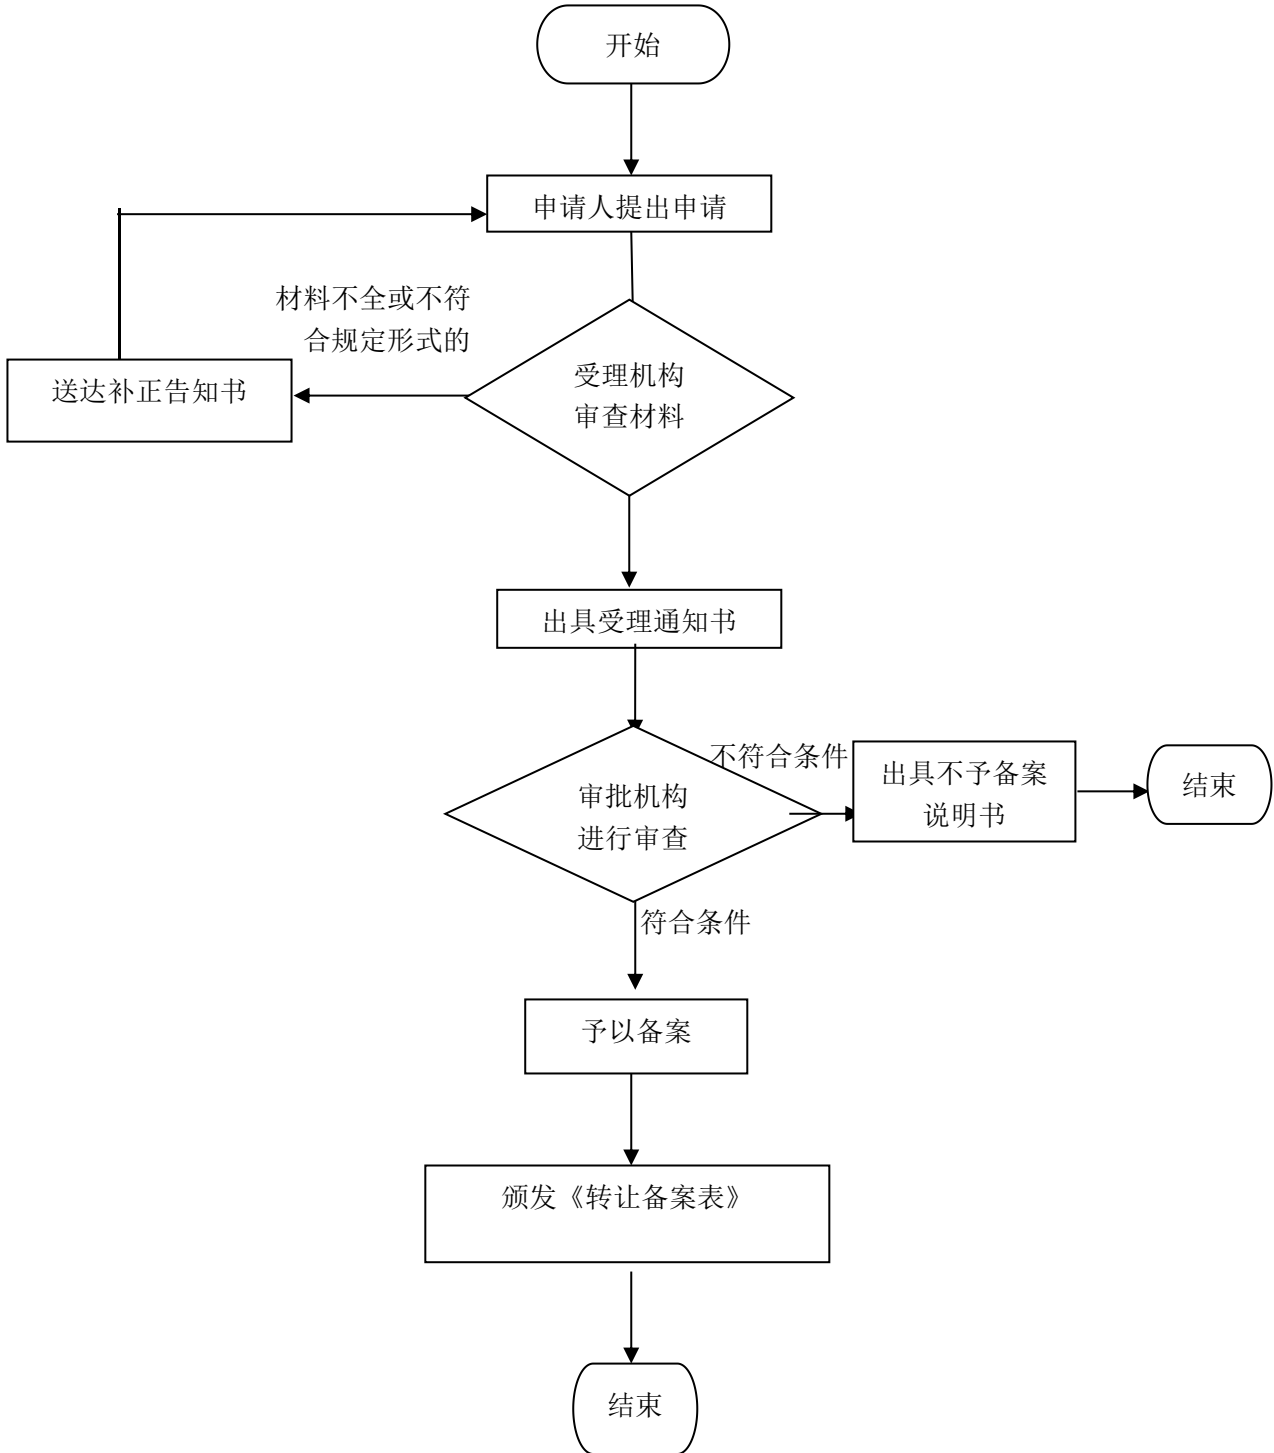 开始
申请人提出申请
材料不全或不符
合规定形式的
送达补正告知书
受理机构
审查材料
出具受理通知书
审批机构
进行审查
不符合条件
出具不予备案
说明书
结束
符合条件
予以备案
颁发《转让备案表》
结束